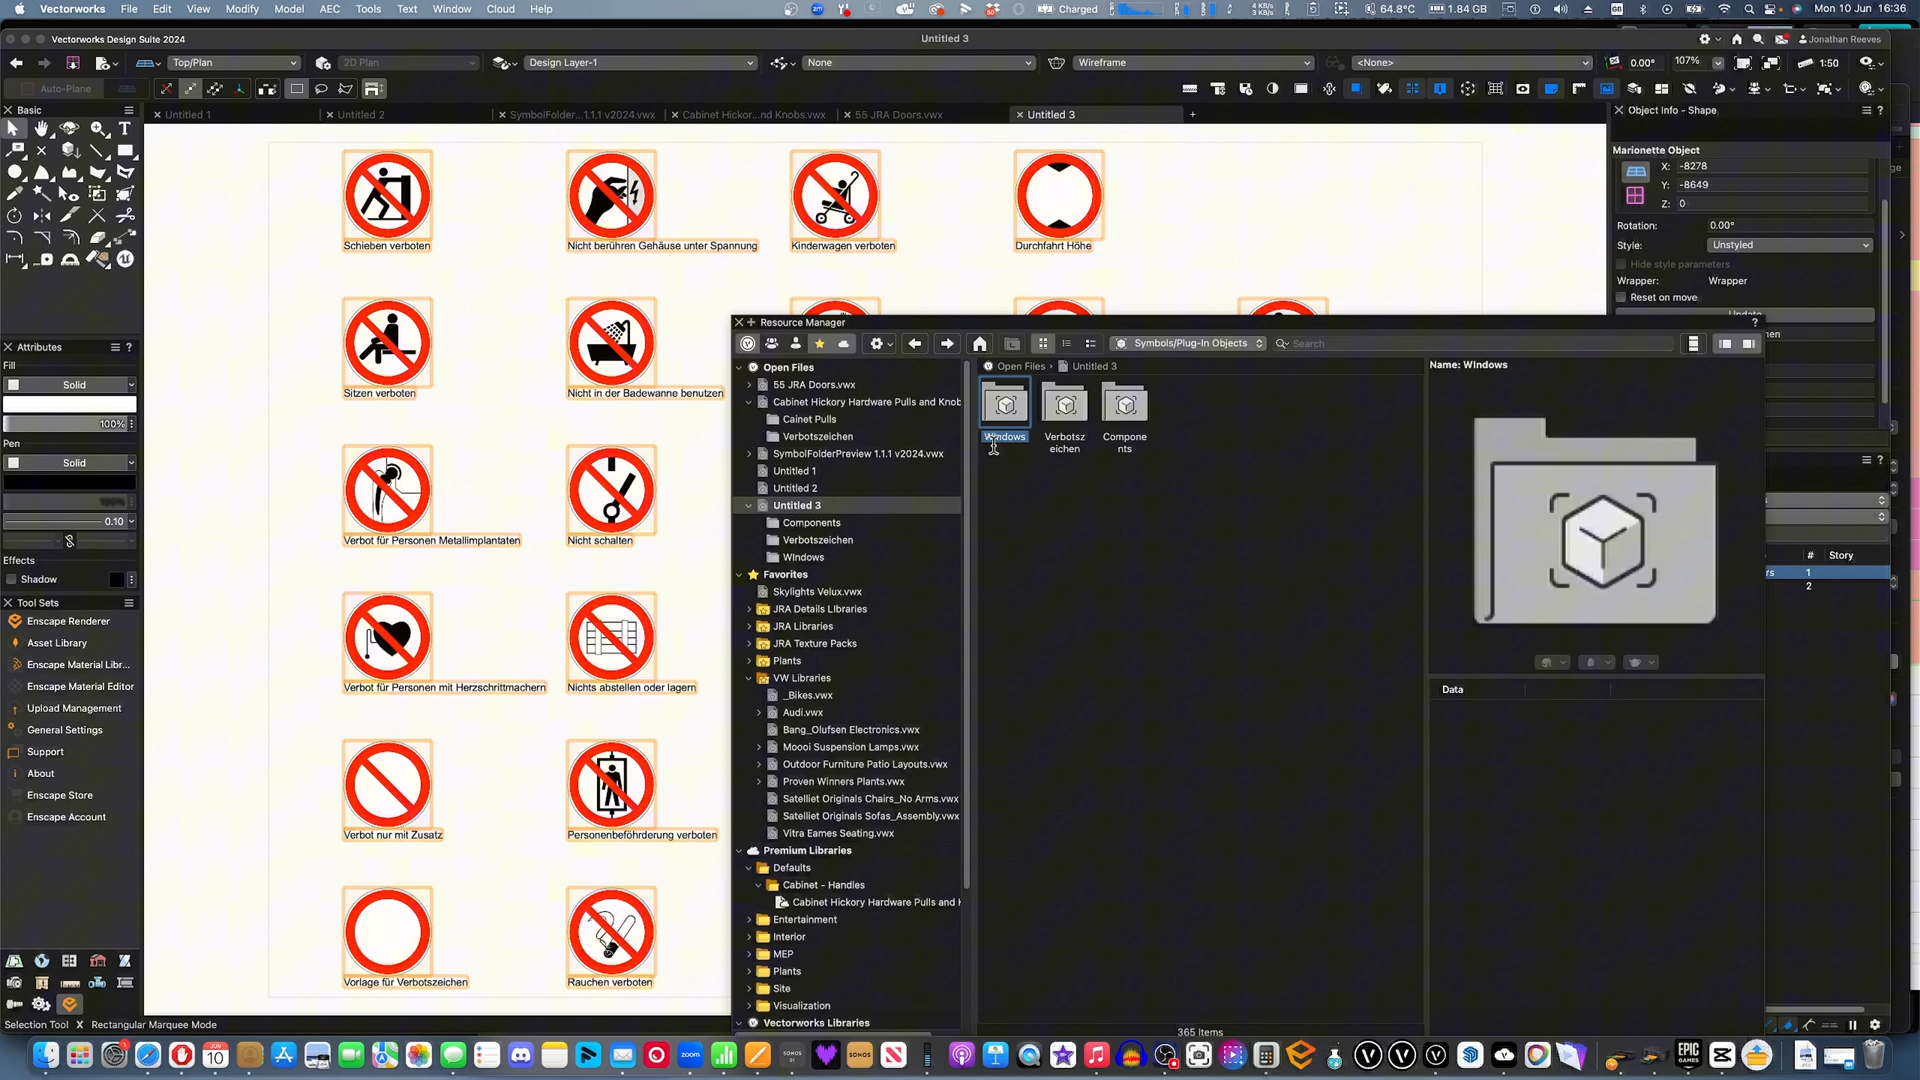 Vectorworks File Edit View Modify Model AEC Tools Text Window Cloud Help
4 KB/s 3 KB/s Charged 64.8°C 1.84 GB Mon 10 Jun 16:36
Vectorworks Design Suite 2024
Untitled 3
Jonathan Reeves
Top/Plan
2D Plan
Design Layer-1
None
Wireframe
<None>
0.00°
107%
1:50
Auto-Plane
Basic
Untitled 1
Untitled 2
SymbolFolder...1.1.1 v2024.vwx
Cabinet Hickor...nd Knobs.vwx
55 JRA Doors.vwx
Untitled 3
Object Info - Shape
Marionette Object
X: -8278
Y: -8649
Z: 0
Rotation: 0.00°
Style: Unstyled
Hide style parameters
Wrapper: Wrapper
Reset on move
# Story
1
2
Attributes
Fill
Solid
100%
Pen
Solid
100%
0.10
Effects
Shadow
Tool Sets
Enscape Renderer
Asset Library
Enscape Material Libr...
Enscape Material Editor
Upload Management
General Settings
Support
About
Enscape Store
Enscape Account
Selection Tool X Rectangular Marquee Mode
Schieben verboten
Nicht berühren Gehäuse unter Spannung
Kinderwagen verboten
Durchfahrt Höhe
Sitzen verboten
Nicht in der Badewanne benutzen
Verbot für Personen Metallimplantaten
Nicht schalten
Verbot für Personen mit Herzschrittmachern
Nichts abstellen oder lagern
Verbot nur mit Zusatz
Personenbeförderung verboten
Vorlage für Verbotszeichen
Rauchen verboten
Resource Manager
?
Symbols/Plug-In Objects
Search
Open Files
55 JRA Doors.vwx
Cabinet Hickory Hardware Pulls and Knob
Cainet Pulls
Verbotszeichen
SymbolFolderPreview 1.1.1 v2024.vwx
Untitled 1
Untitled 2
Untitled 3
Components
Verbotszeichen
WIndows
Favorites
Skylights Velux.vwx
JRA Details LIbraries
JRA Libraries
JRA Texture Packs
Plants
VW Libraries
_Bikes.vwx
Audi.vwx
Bang_Olufsen Electronics.vwx
Moooi Suspension Lamps.vwx
Outdoor Furniture Patio Layouts.vwx
Proven Winners Plants.vwx
Satelliet Originals Chairs_No Arms.vwx
Satelliet Originals Sofas_Assembly.vwx
Vitra Eames Seating.vwx
Premium Libraries
Defaults
Cabinet - Handles
Cabinet Hickory Hardware Pulls and
Entertainment
Interior
MEP
Plants
Site
Visualization
Vectorworks Libraries
Open Files › Untitled 3
WIndows
Verbotsz
eichen
Compone
nts
365 Items
Name: WIndows
Data